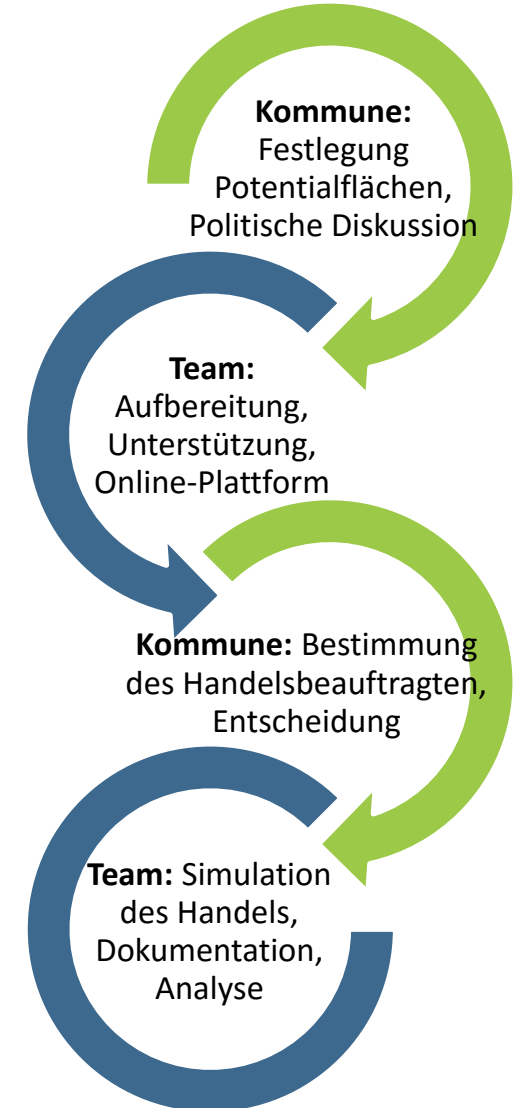 Kommune:
Festlegung
Potentialflächen,
Politische Diskussion
Team:
Aufbereitung,
Unterstützung,
Online-Plattform
Kommune: Bestimmung
des Handelsbeauftragten,
Entscheidung
Team: Simulation
des Handels,
Dokumentation,
Analyse